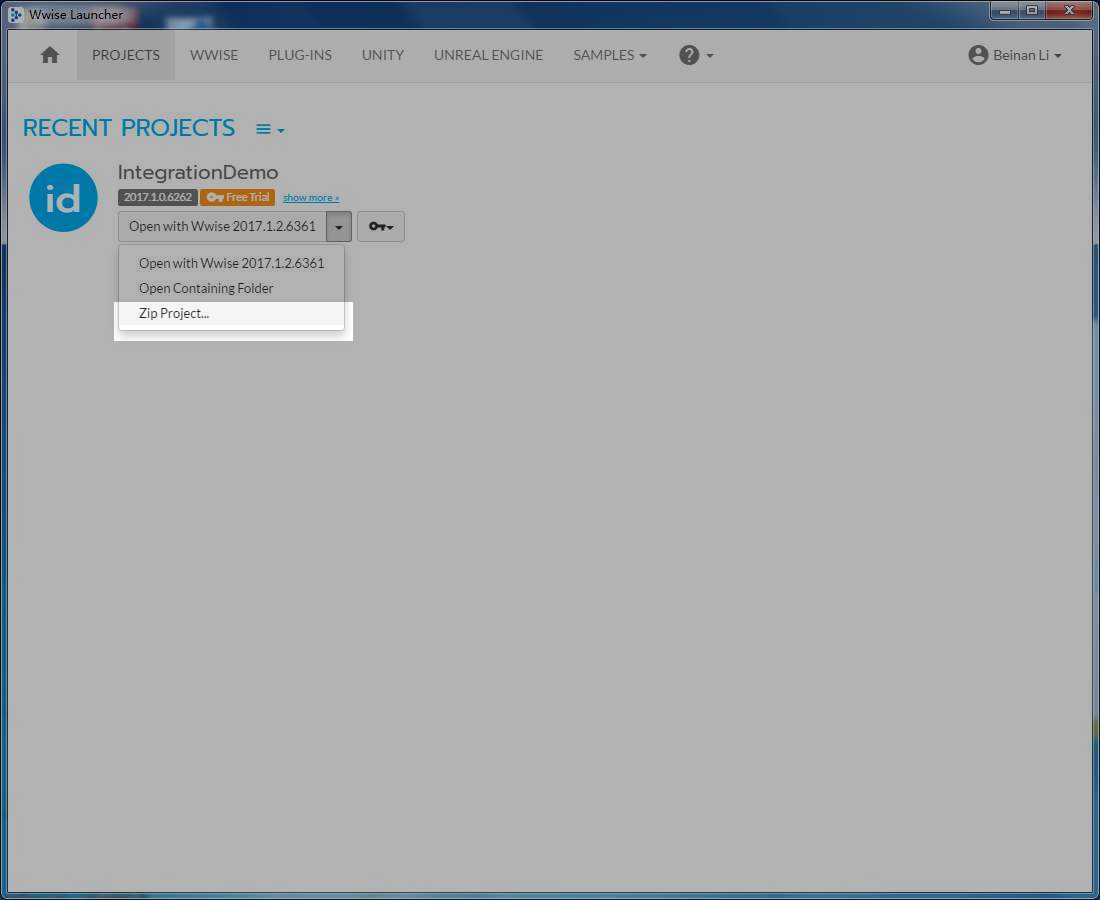 Wwise Launcher
PROJECTS WWISE PLUG-INS UNITY UNREAL ENGINE SAMPLES ? Beinan Li
RECENT PROJECTS
id
IntegrationDemo
2017.1.0.6262 Free Trial show more »
Open with Wwise 2017.1.2.6361
Open with Wwise 2017.1.2.6361
Open Containing Folder
Zip Project...